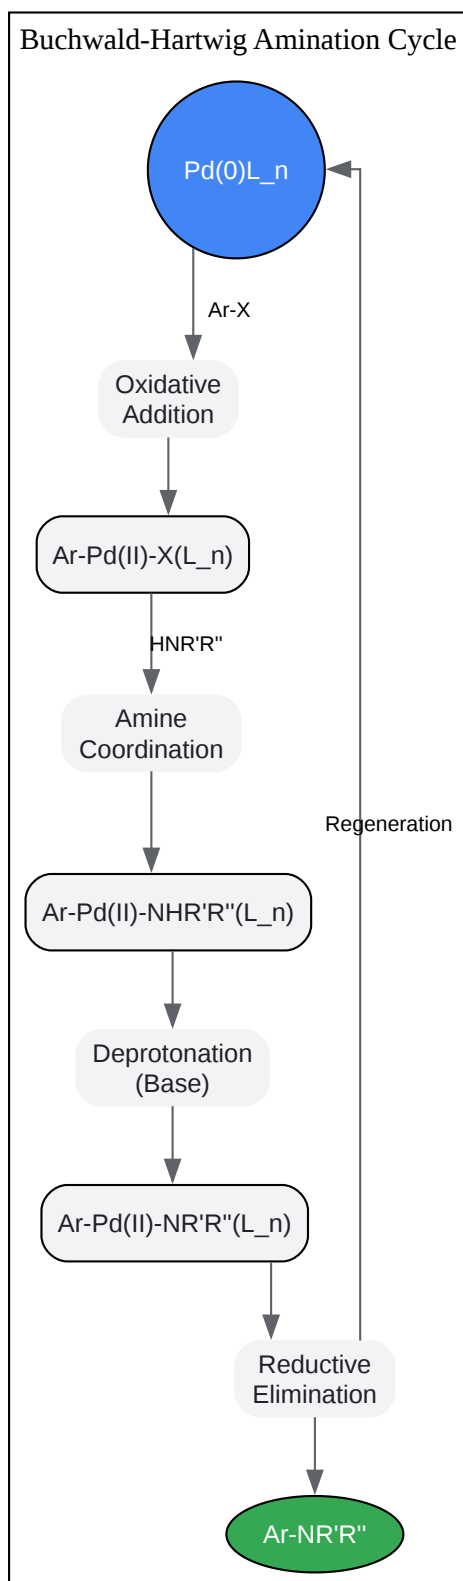 Buchwald-Hartwig Amination Cycle
Pd(0)L_n
Ar-X
Oxidative
Addition
Ar-Pd(II)-X(L_n)
HNR'R''
Amine
Coordination
Regeneration
Ar-Pd(II)-NHR'R''(L_n)
Deprotonation
(Base)
Ar-Pd(II)-NR'R''(L_n)
Reductive
Elimination
Ar-NR'R''